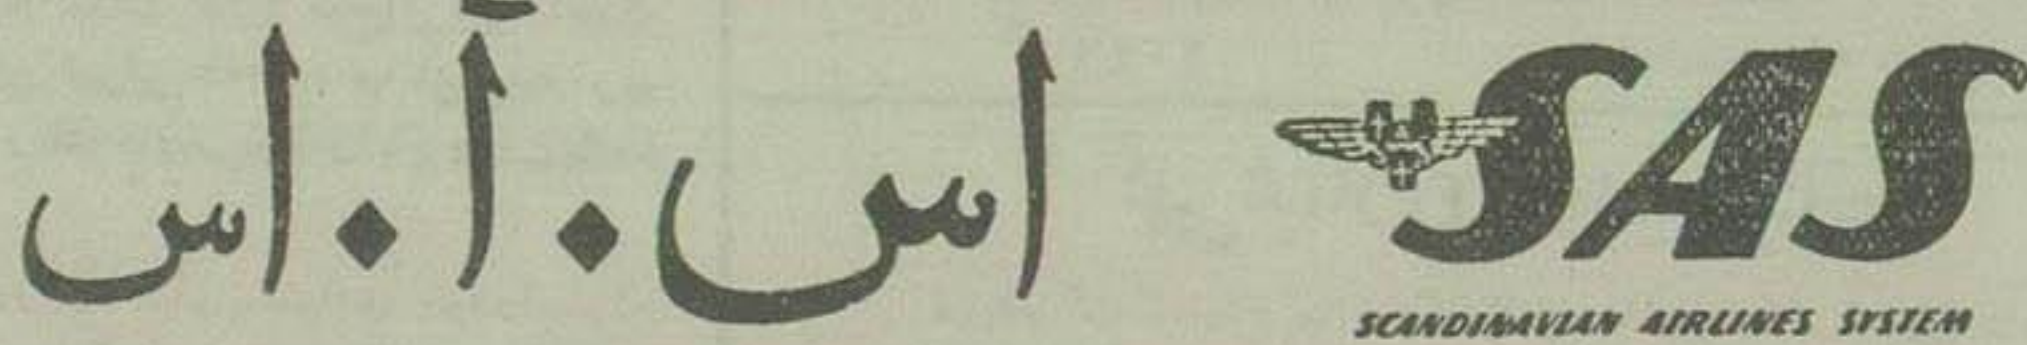 اس . آ . اس
SAS
SCANDINAVIAN AIRLINES SYSTEM